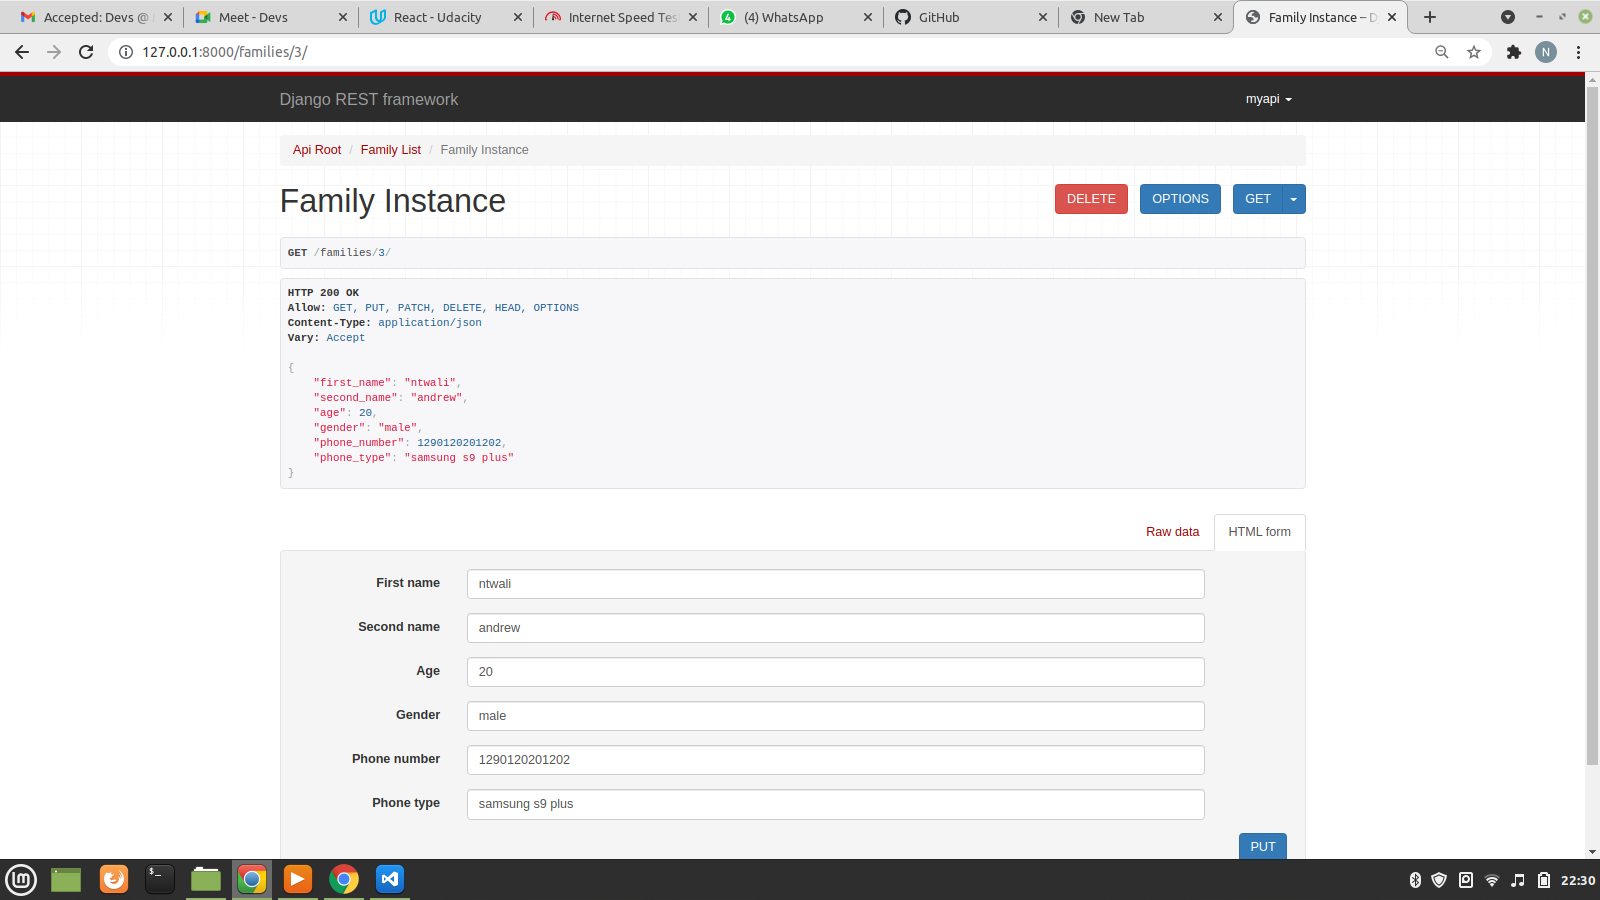 Accepted: Devs @
Meet - Devs
React - Udacity
Internet Speed Tes
(4) WhatsApp
GitHub
New Tab
Family Instance – D
127.0.0.1:8000/families/3/
N
Django REST framework
myapi
Api Root / Family List / Family Instance
Family Instance
DELETE
OPTIONS
GET
GET /families/3/
HTTP 200 OK
Allow: GET, PUT, PATCH, DELETE, HEAD, OPTIONS
Content-Type: application/json
Vary: Accept
{
"first_name": "ntwali",
"second_name": "andrew",
"age": 20,
"gender": "male",
"phone_number": 1290120201202,
"phone_type": "samsung s9 plus"
}
Raw data
HTML form
First name
ntwali
Second name
andrew
Age
20
Gender
male
Phone number
1290120201202
Phone type
samsung s9 plus
PUT
22:30